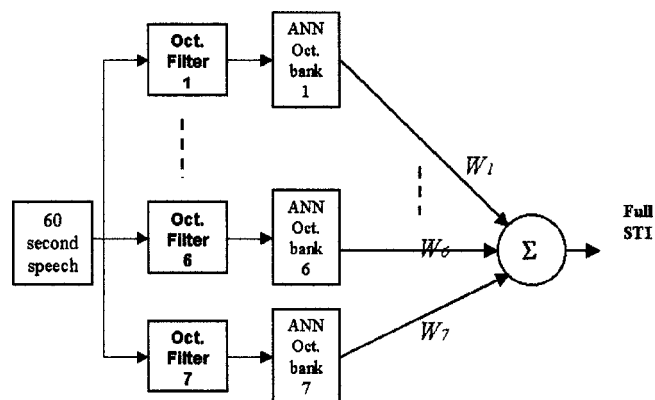 Oct.
Filter
1
ANN
Oct.
bank
1
W1
60
second
speech
Oct.
Filter
6
ANN
Oct.
bank
6
W6
Σ
Full
STI
Oct.
Filter
7
ANN
Oct.
bank
7
W7